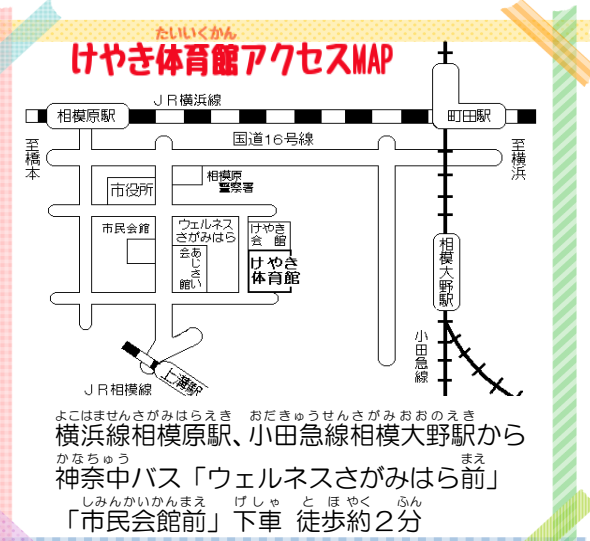 たいいくかん
けやき体育館アクセスMAP
JR横浜線
相模原駅
町田駅
国道16号線
至橋本
至横浜
相模原
警察署
市役所
市民会館
ウェルネス
さがみはら
けやき
会館
あじさい
会館
けやき
体育館
相模大野駅
小田急線
上溝駅
JR相模線
よこはませんさがみはらえき おだきゅうせんさがみおおのえき
横浜線相模原駅、小田急線相模大野駅から
かなちゅう まえ
神奈中バス「ウェルネスさがみはら前」
しみんかいかんまえ げしゃ とほやく ふん
「市民会館前」下車 徒歩約2分